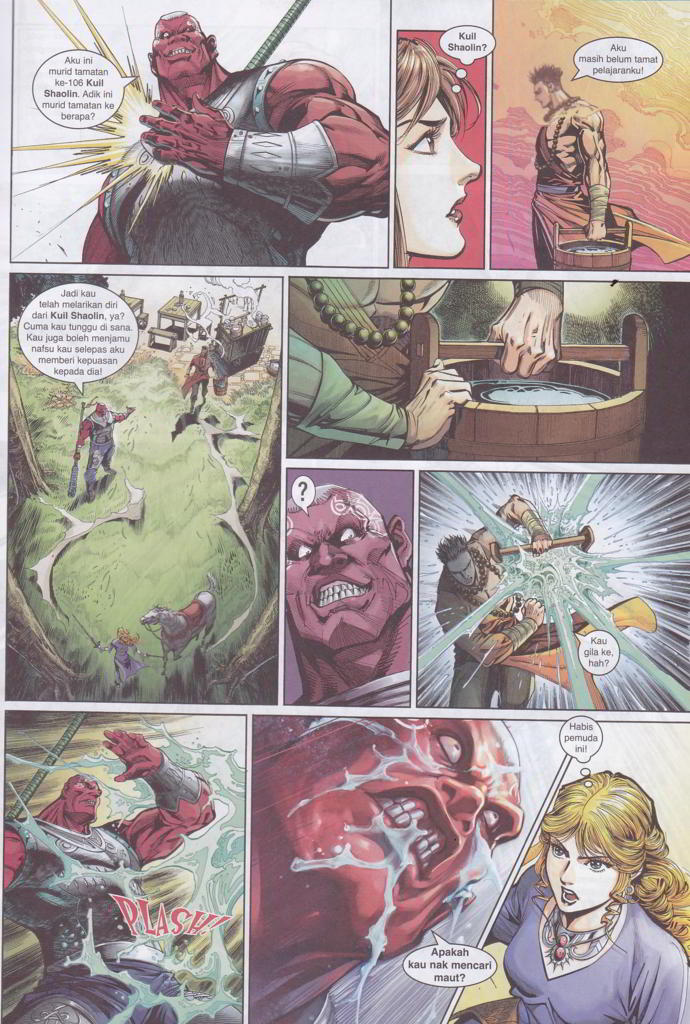 Aku ini
murid tamatan
ke-106 Kuil
Shaolin. Adik ini
murid tamatan ke
berapa?
Kuil
Shaolin?
Aku
masih belum tamat
pelajaranku!
Jadi kau
telah melarikan diri
dari Kuil Shaolin, ya?
Cuma kau tunggu di sana.
Kau juga boleh menjamu
nafsu kau selepas aku
memberi kepuasan
kepada dia!
?
Kau
gila ke,
hah?
PLASH!
Apakah
kau nak mencari
maut?
Habis
pemuda
ini!